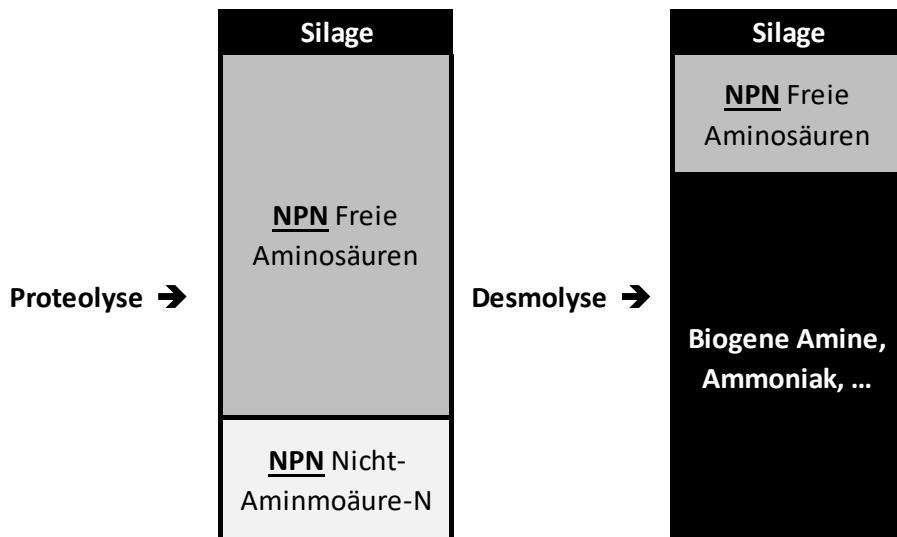 Proteolyse ➔
Silage
NPN Freie
Aminosäuren
NPN Nicht-
Aminmoäure-N
Desmolyse ➔
Silage
NPN Freie
Aminosäuren
Biogene Amine,
Ammoniak, ...